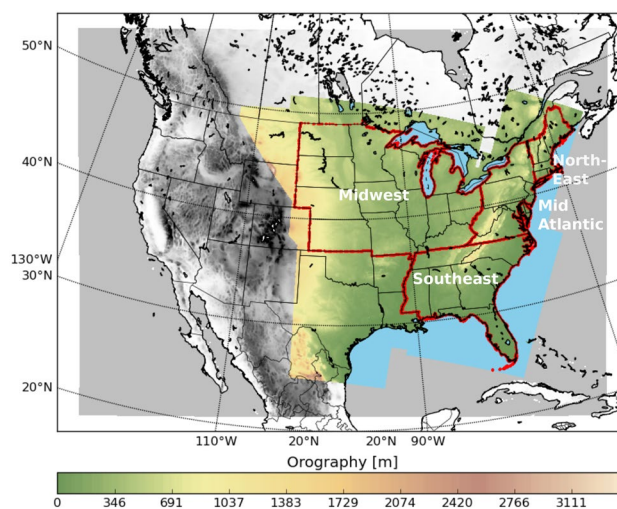 50°N
40°N
130°W
30°N
20°N
North-
East
Midwest
Mid
Atlantic
Southeast
110°W 20°N 20°N 90°W
Orography [m]
0 346 691 1037 1383 1729 2074 2420 2766 3111